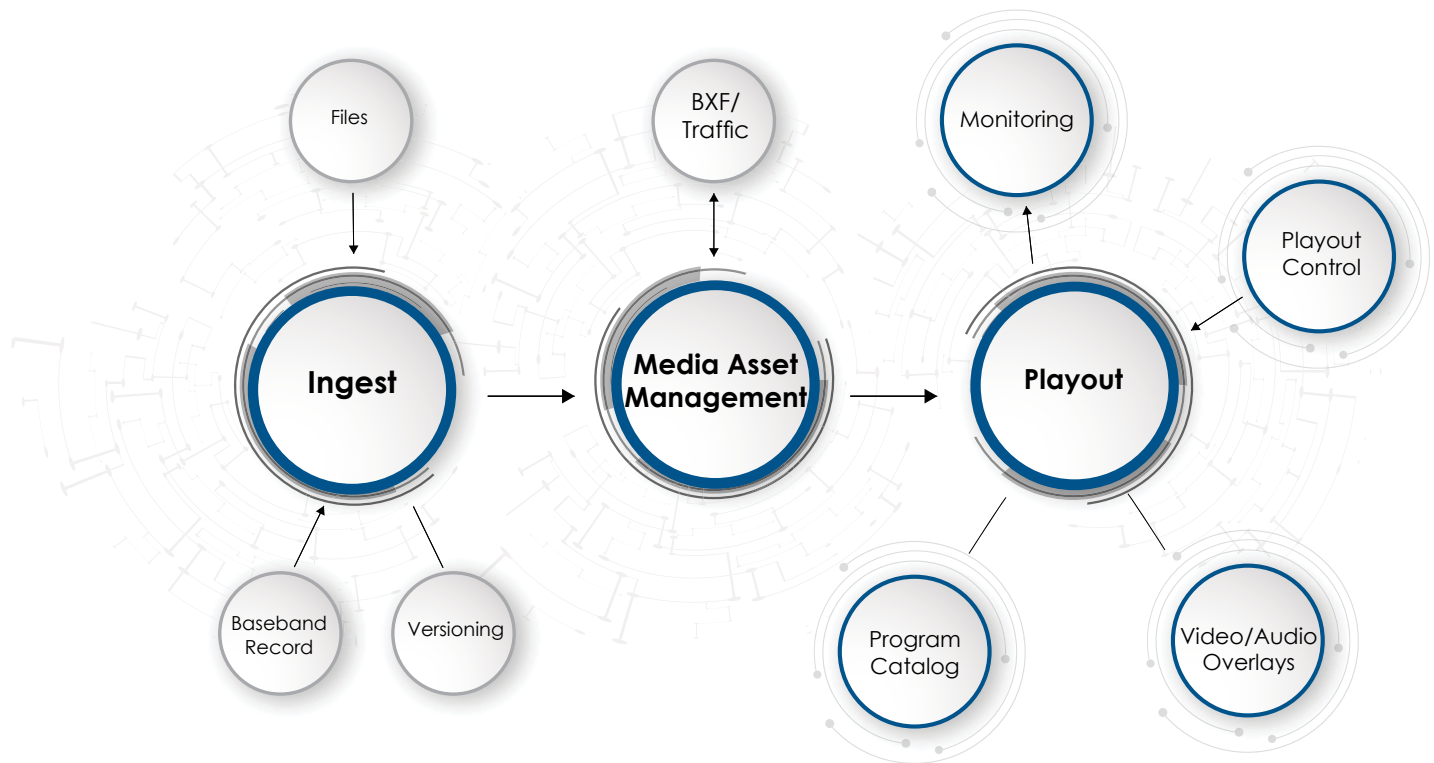 Files
BXF/
Traffic
Monitoring
Playout
Control
Ingest
Media Asset
Management
Playout
Baseband
Record
Versioning
Program
Catalog
Video/Audio
Overlays